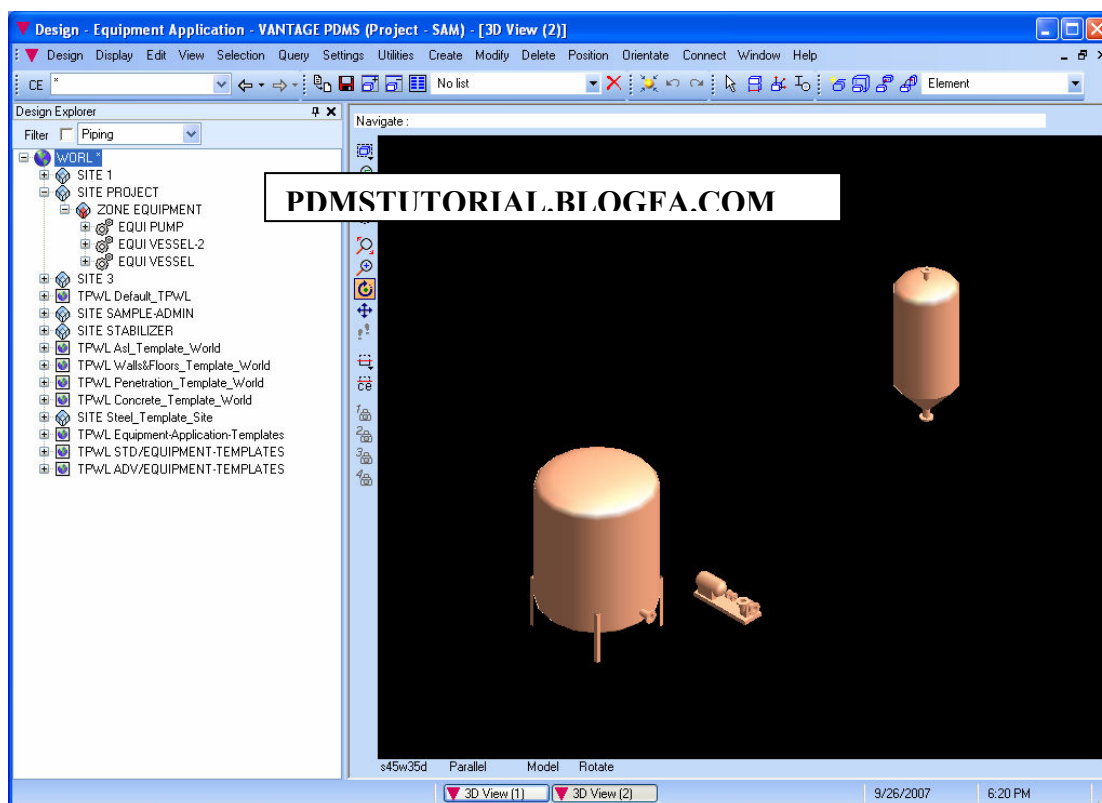 Design - Equipment Application - VANTAGE PDMS (Project - SAM) - [3D View (2)]
Design Display Edit View Selection Query Settings Utilities Create Modify Delete Position Orientate Connect Window Help
CE * No list Element
Design Explorer
Navigate :
Filter Piping
WORL *
SITE 1
SITE PROJECT
PDMSTUTORIAL.BLOGFA.COM
ZONE EQUIPMENT
EQUI PUMP
EQUI VESSEL-2
EQUI VESSEL
SITE 3
TPWL Default_TPWL
SITE SAMPLE-ADMIN
SITE STABILIZER
TPWL Asl_Template_World
TPWL Walls&Floors_Template_World
TPWL Penetration_Template_World
TPWL Concrete_Template_World
SITE Steel_Template_Site
TPWL Equipment-Application-Templates
TPWL STD/EQUIPMENT-TEMPLATES
TPWL ADV/EQUIPMENT-TEMPLATES
ce
1
2
3
4
s45w35d Parallel Model Rotate
3D View (1) 3D View (2) 9/26/2007 6:20 PM